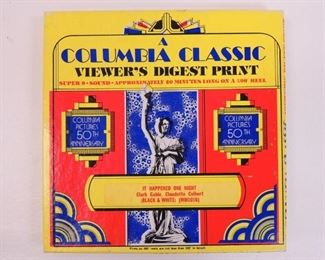 A
COLUMBIA CLASSIC
VIEWER'S DIGEST PRINT
SUPER 8 • SOUND • APPROXIMATELY 20 MINUTES LONG ON A 400' REEL
COLUMBIA
PICTURES
50TH
ANNIVERSARY
COLUMBIA
PICTURES
50TH
ANNIVERSARY
IT HAPPENED ONE NIGHT
Clark Gable, Claudette Colbert
(BLACK & WHITE)